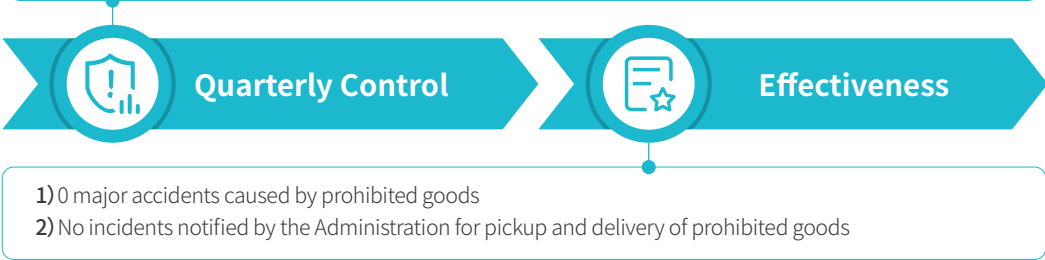 Quarterly Control
Effectiveness
1) 0 major accidents caused by prohibited goods
2) No incidents notified by the Administration for pickup and delivery of prohibited goods